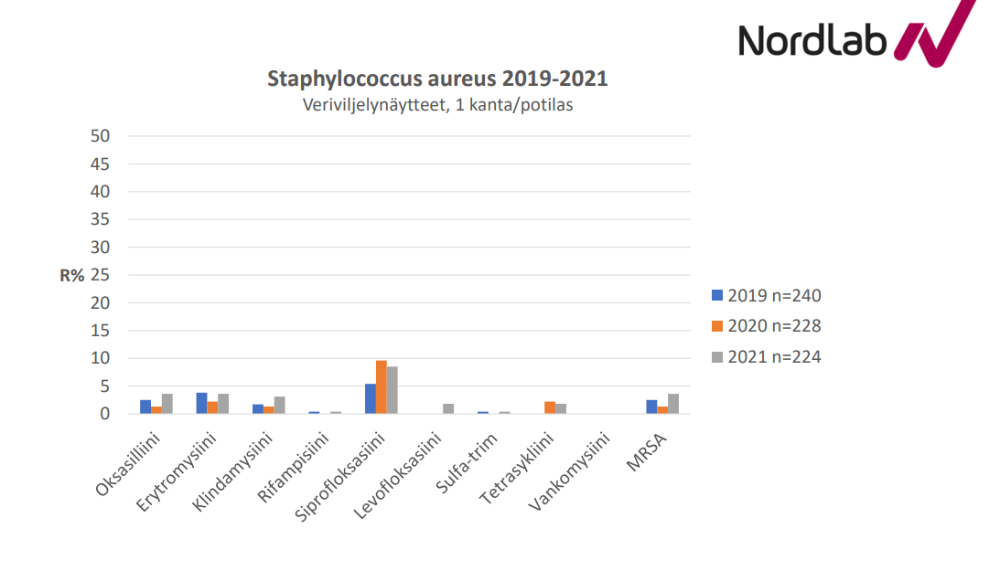 NordLab
Staphylococcus aureus 2019-2021
Veriviljelynäytteet, 1 kanta/potilas
50
45
40
35
30
R% 25
20
15
10
5
0
2019 n=240
2020 n=228
2021 n=224
Oksasilliini
Erytromysiini
Klindamysiini
Rifampisiini
Siprofloksasiini
Levofloksasiini
Sulfa-trim
Tetrasykliini
Vankomysiini
MRSA